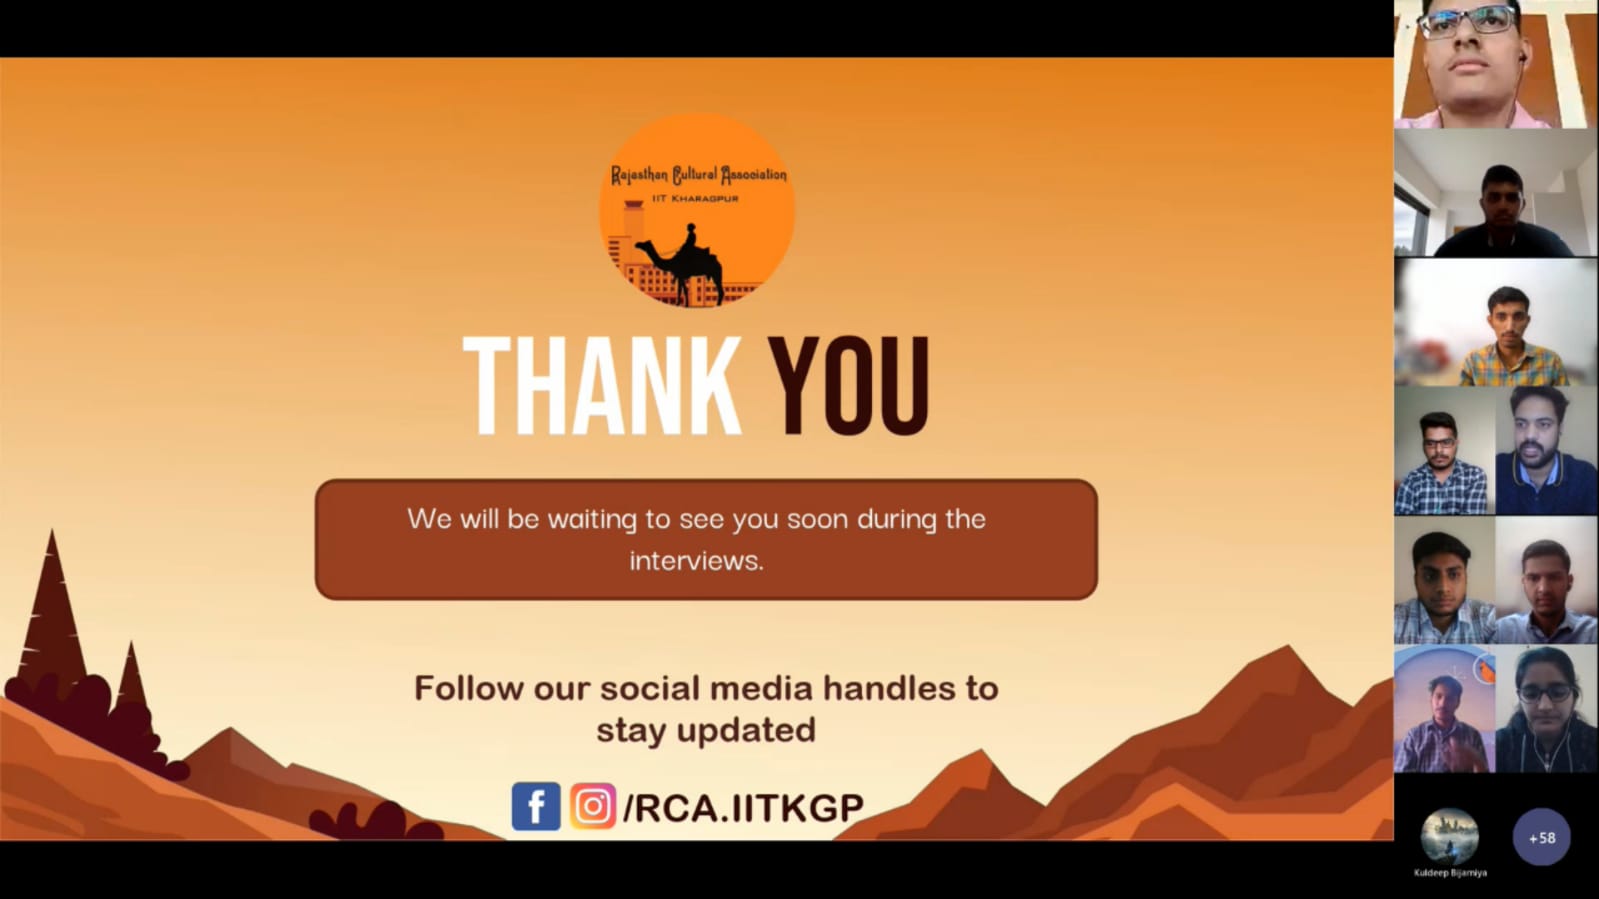 Rajasthan Cultural Association
IIT KHARAGPUR
THANK YOU
We will be waiting to see you soon during the
interviews.
Follow our social media handles to
stay updated
f /RCA.IITKGP
+58
Kuldeep Bijarniya